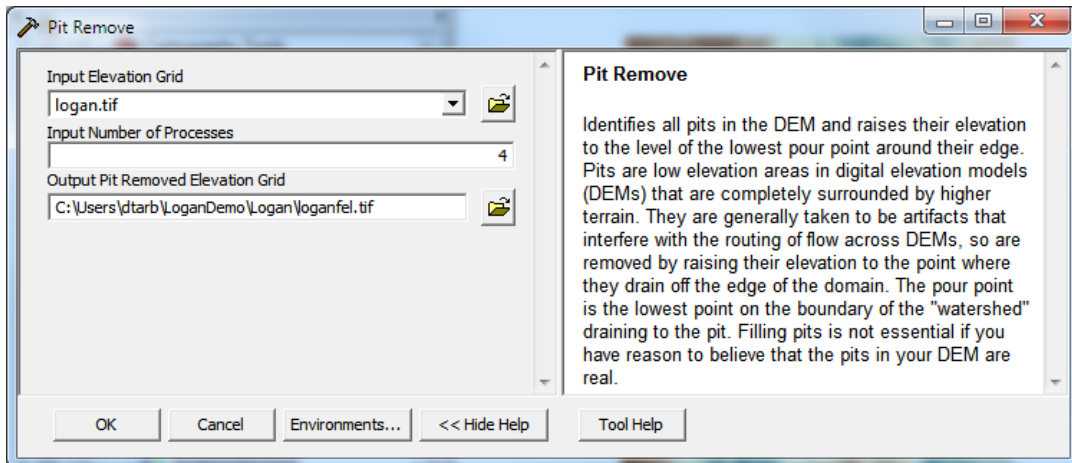 Pit Remove
Input Elevation Grid
logan.tif
Input Number of Processes
4
Output Pit Removed Elevation Grid
C:\Users\dtarb\LoganDemo\Logan\loganfel.tif
OK
Cancel
Environments...
<< Hide Help
Pit Remove
Identifies all pits in the DEM and raises their elevation
to the level of the lowest pour point around their edge.
Pits are low elevation areas in digital elevation models
(DEMs) that are completely surrounded by higher
terrain. They are generally taken to be artifacts that
interfere with the routing of flow across DEMs, so are
removed by raising their elevation to the point where
they drain off the edge of the domain. The pour point
is the lowest point on the boundary of the "watershed"
draining to the pit. Filling pits is not essential if you
have reason to believe that the pits in your DEM are
real.
Tool Help